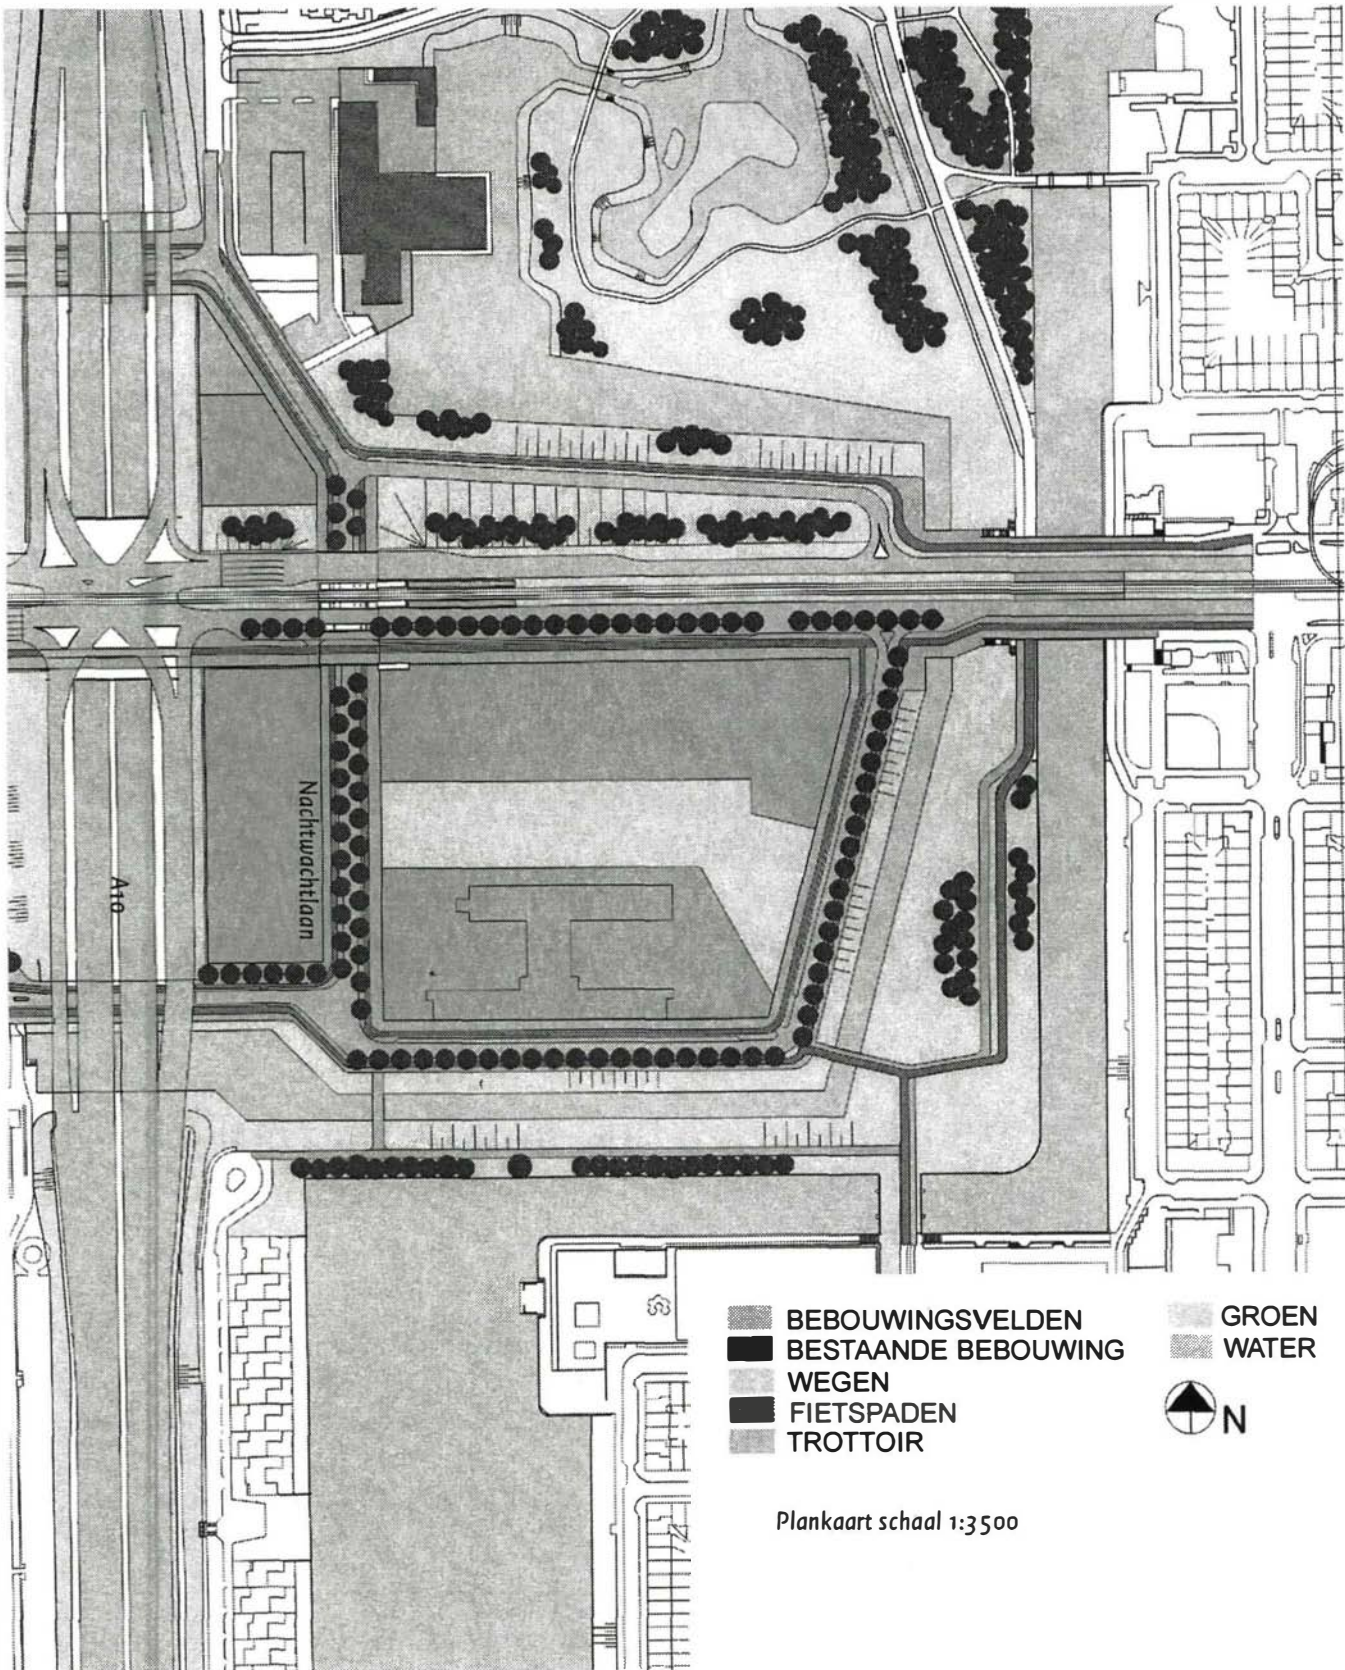 Nachtwachtlaan
A10
BEBOUWINGSVELDEN
BESTAANDE BEBOUWING
WEGEN
FIETSPADEN
TROTTOIR
GROEN
WATER
N
Plankaart schaal 1:3500